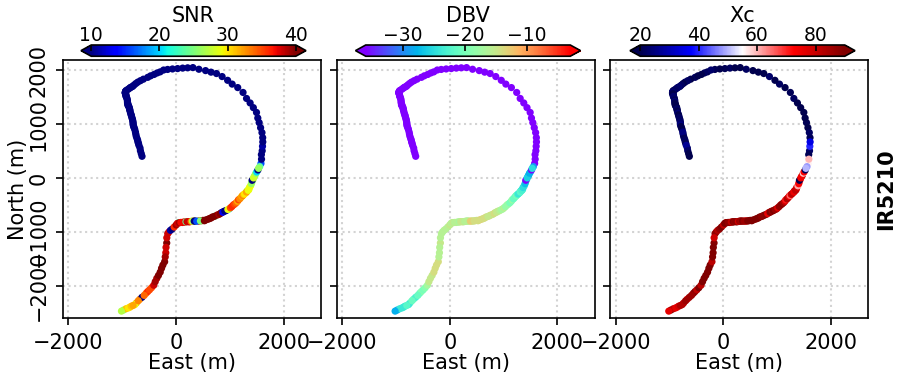 SNR DBV Xc
10 20 30 40 −30 −20 −10 20 40 60 80
North (m)
2000
1000
0
−1000
−2000
−2000 0 2000 −2000 0 2000 −2000 0 2000
East (m) East (m) East (m)
IR5210